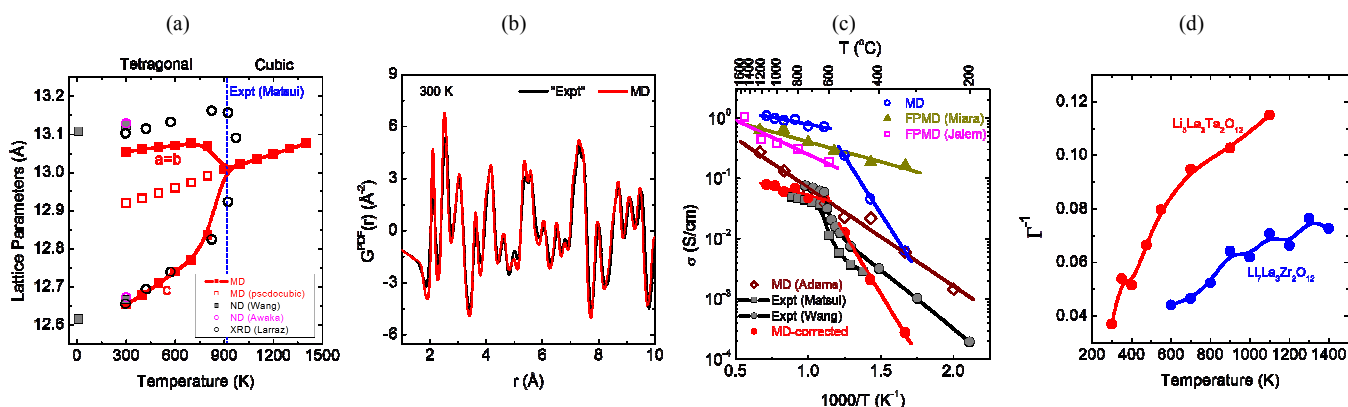 (a)
(b)
(c)
(d)
Tetragonal
Cubic
Expt (Matsui)
a=b
c
MD
MD (psedocubic)
ND (Wang)
ND (Awaka)
XRD (Larraz)
13.2
13.1
13.0
12.9
12.8
12.7
12.6
0 300 600 900 1200 1500
Lattice Parameters (Å)
Temperature (K)
300 K
"Expt"
MD
9
6
3
0
-3
-6
2 4 6 8 10
G^PDF(r) (Å⁻²)
r (Å)
T (°C)
1600 1400 1200 1000 800 600 400 200
MD
FPMD (Miara)
FPMD (Jalem)
MD (Adams)
Expt (Matsui)
Expt (Wang)
MD-corrected
10⁰
10⁻¹
10⁻²
10⁻³
10⁻⁴
0.5 1.0 1.5 2.0
σ (S/cm)
1000/T (K⁻¹)
Li₅La₃Ta₂O₁₂
Li₇La₃Zr₂O₁₂
0.12
0.10
0.08
0.06
0.04
200 400 600 800 1000 1200 1400
Γ⁻¹
Temperature (K)